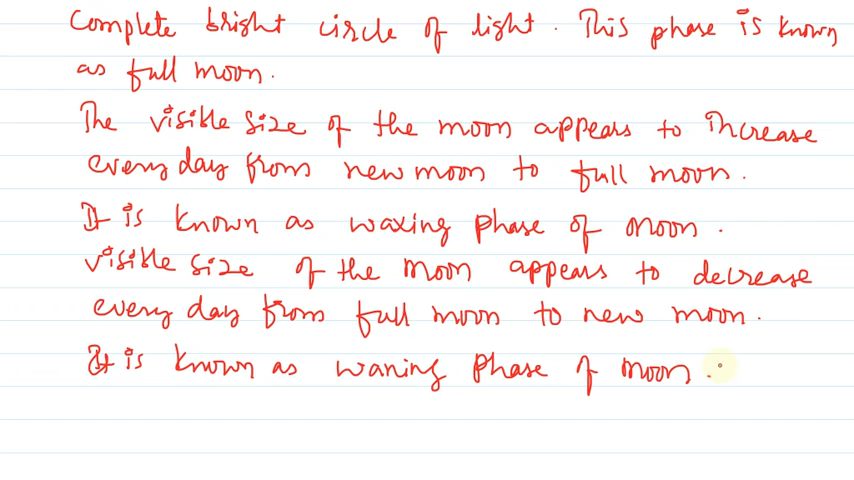 Complete bright circle of light. This phase is known
as full moon.
The visible size of the moon appears to increase
every day from new moon to full moon.
It is known as waxing phase of moon.
visible size of the moon appears to decrease
every day from full moon to new moon.
It is known as waning phase of moon.